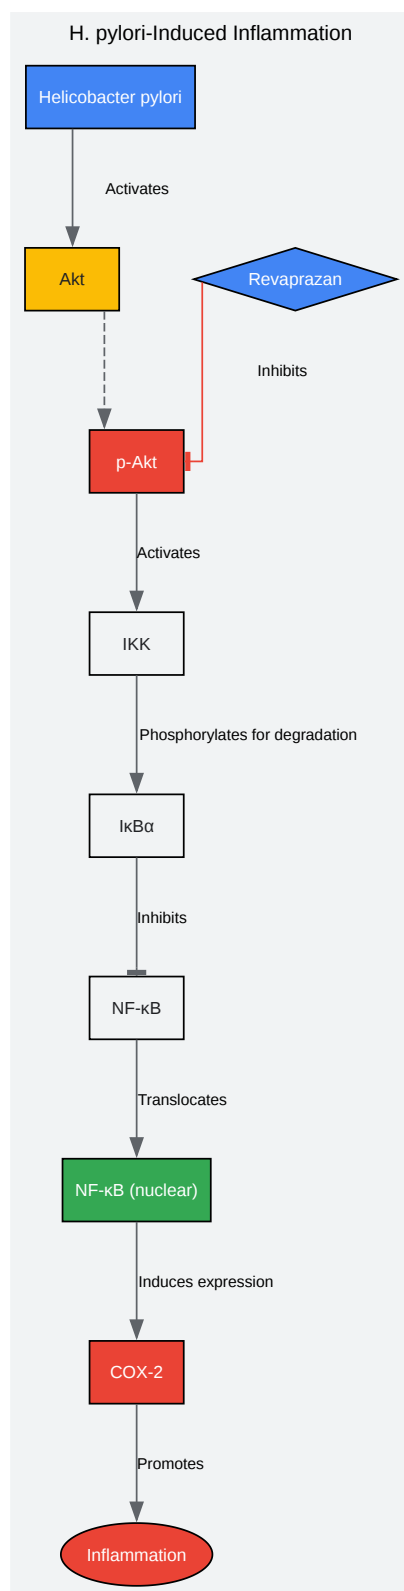 H. pylori-Induced Inflammation
Helicobacter pylori
Activates
Akt
Revaprazan
Inhibits
p-Akt
Activates
IKK
Phosphorylates for degradation
IκBα
Inhibits
NF-κB
Translocates
NF-κB (nuclear)
Induces expression
COX-2
Promotes
Inflammation